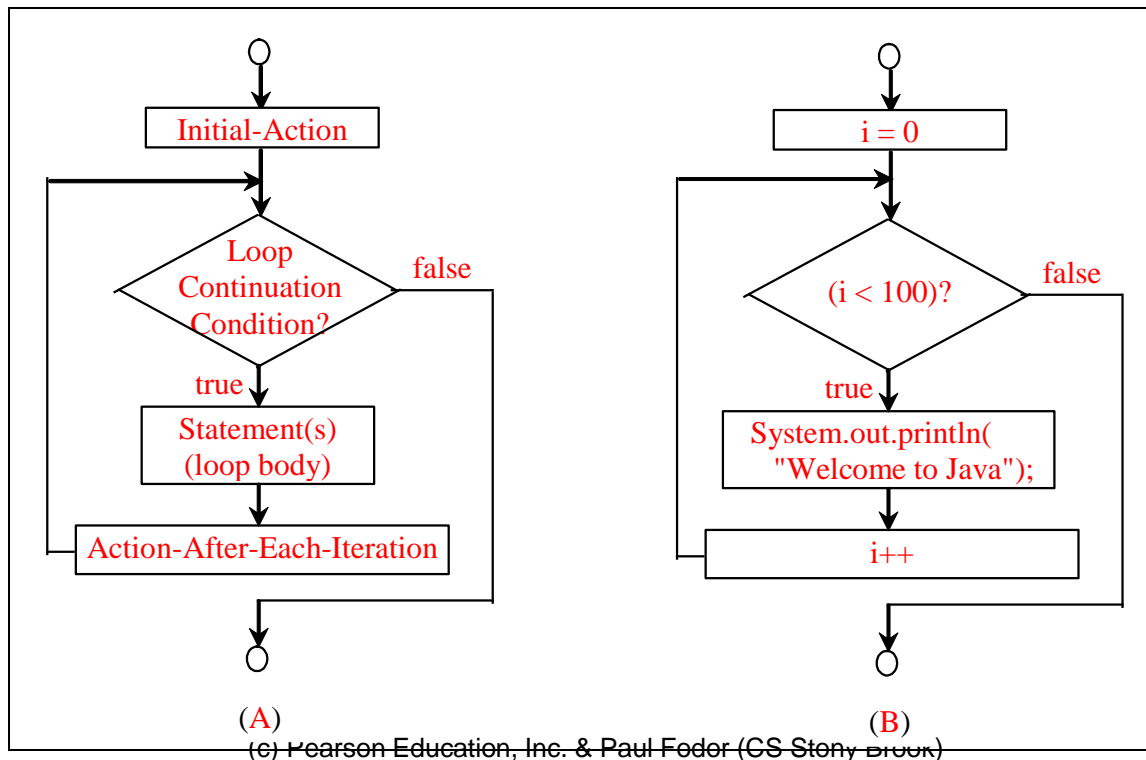 Initial-Action
Loop
Continuation
Condition?
false
true
Statement(s)
(loop body)
Action-After-Each-Iteration
(A)
i = 0
(i < 100)?
false
true
System.out.println(
"Welcome to Java");
i++
(B)
(c) Pearson Education, Inc. & Paul Fodor (CS Stony Brook)